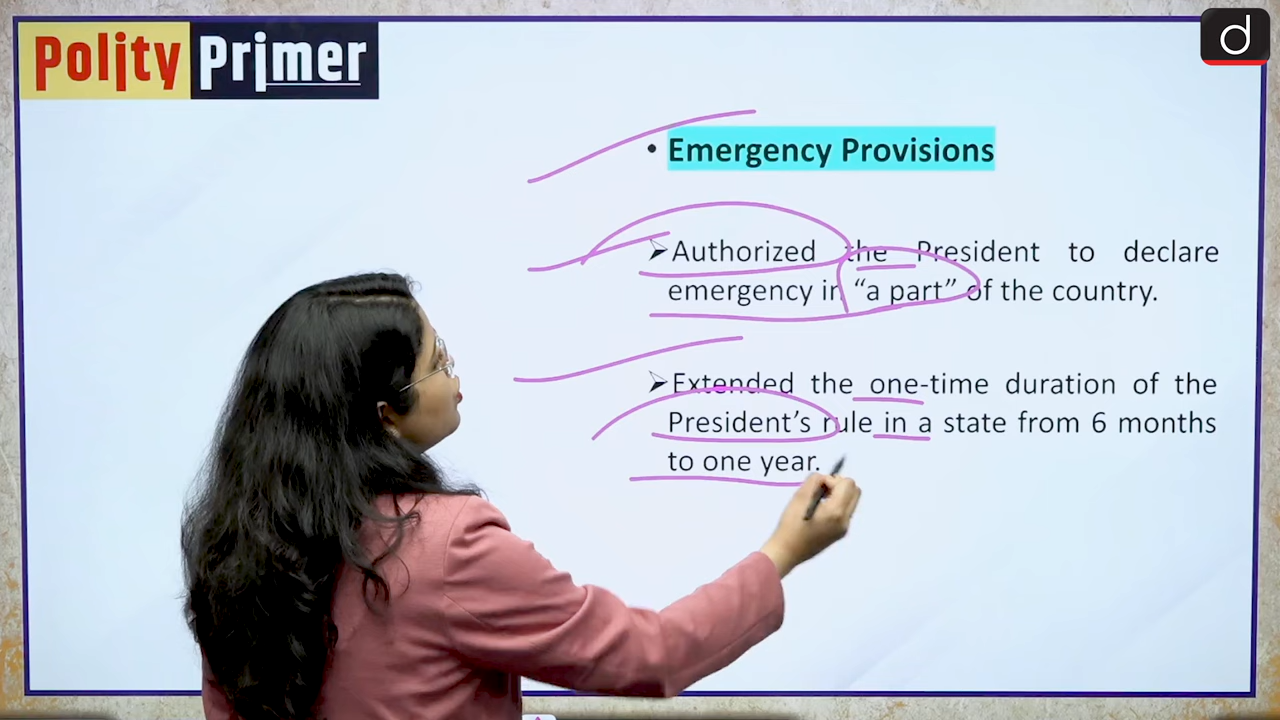 Polity Primer
d
• Emergency Provisions
➢Authorized the President to declare
emergency in “a part” of the country.
➢Extended the one-time duration of the
President’s rule in a state from 6 months
to one year.